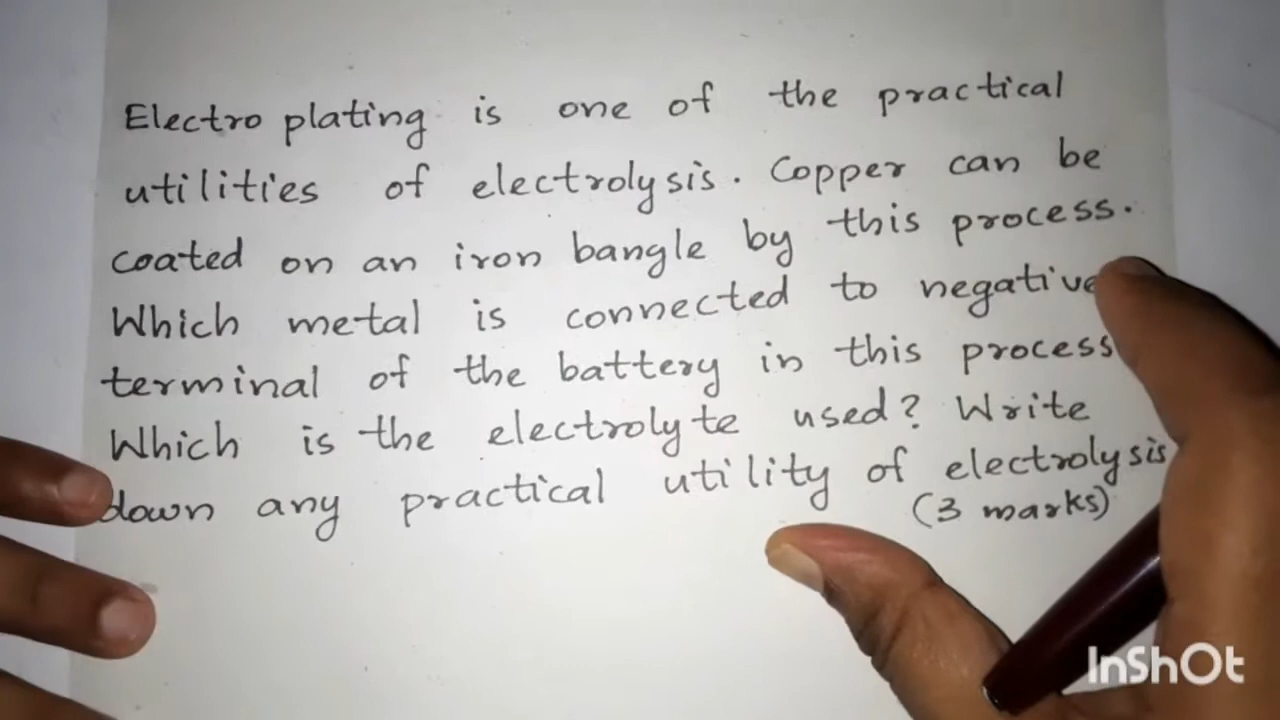 Electro plating is one of the practical
utilities of electrolysis. Copper can be
coated on an iron bangle by this process.
Which metal is connected to negative
terminal of the battery in this process
Which is the electrolyte used? Write
down any practical utility of electrolysis
(3 marks)
InShOt